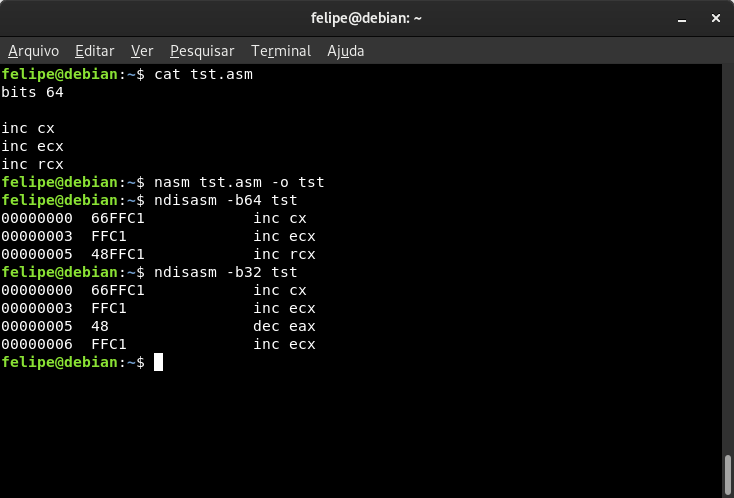 felipe@debian: ~
Arquivo Editar Ver Pesquisar Terminal Ajuda
felipe@debian:~$ cat tst.asm
bits 64

inc cx
inc ecx
inc rcx
felipe@debian:~$ nasm tst.asm -o tst
felipe@debian:~$ ndisasm -b64 tst
00000000  66FFC1            inc cx
00000003  FFC1              inc ecx
00000005  48FFC1            inc rcx
felipe@debian:~$ ndisasm -b32 tst
00000000  66FFC1            inc cx
00000003  FFC1              inc ecx
00000005  48                dec eax
00000006  FFC1              inc ecx
felipe@debian:~$